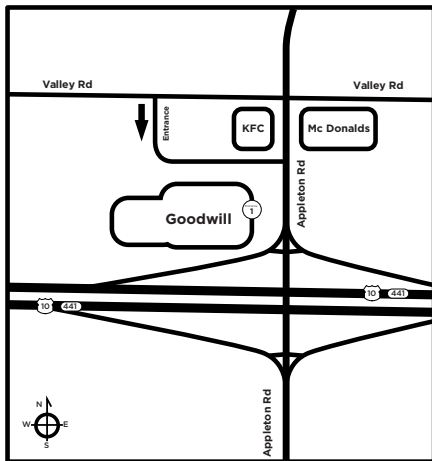 Valley Rd
Valley Rd
Entrance
KFC
Mc Donalds
Appleton Rd
Goodwill
1
10 441
10 441
Appleton Rd
N
W E
S